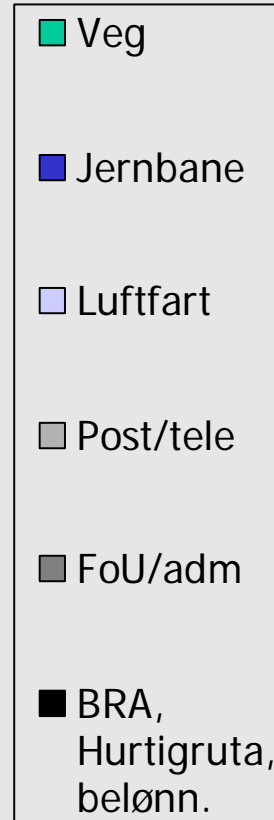 Veg
Jernbane
Luftfart
Post/tele
FoU/adm
BRA,
Hurtigruta,
belønn.